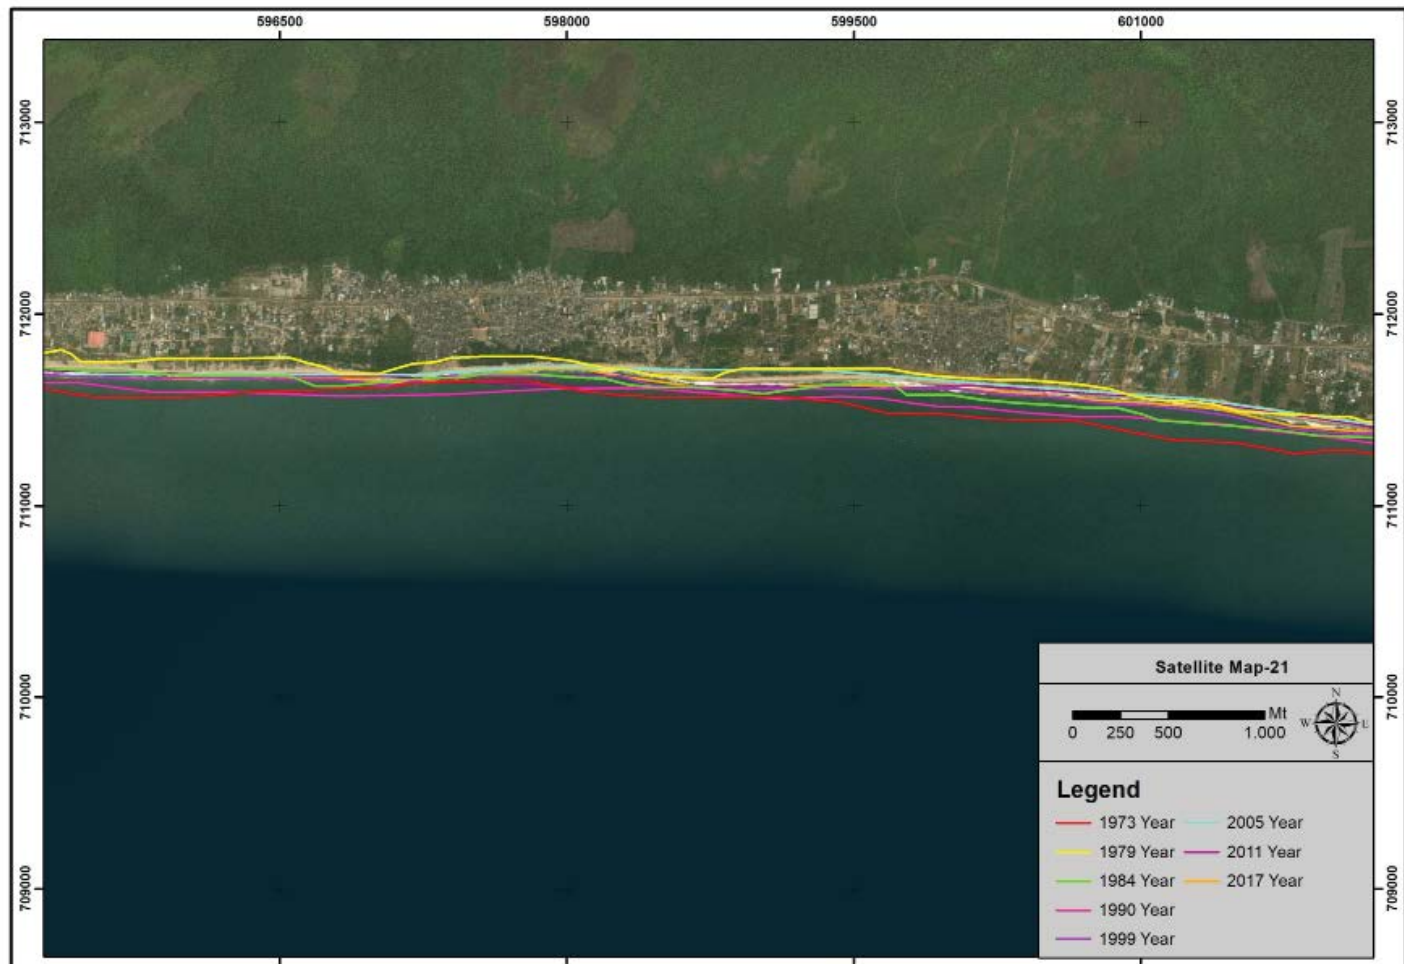 596500 598000 599500 601000
713000 713000
712000 712000
711000 711000
710000 710000
709000 709000
Satellite Map-21
Mt
0 250 500 1.000
N
W E
S
Legend
1973 Year 2005 Year
1979 Year 2011 Year
1984 Year 2017 Year
1990 Year
1999 Year